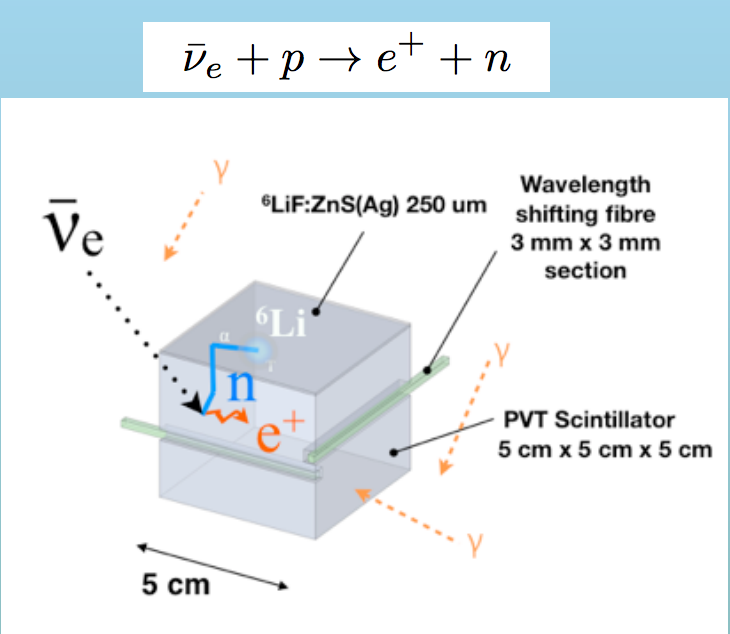 ν̄ₑ + p → e⁺ + n
γ
⁶LiF:ZnS(Ag) 250 um
Wavelength
shifting fibre
3 mm x 3 mm
section
ν̄e
⁶Li
α
n
e⁺
γ
PVT Scintillator
5 cm x 5 cm x 5 cm
γ
5 cm